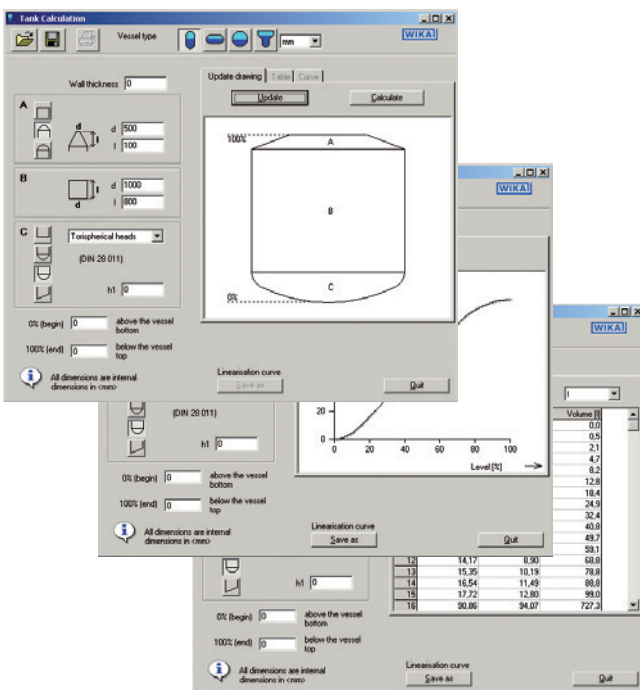 Tank Calculation
Vessel type
mm
WIKA
Wall thickness 0
Update drawing Table Curve
Update Calculate
A
d
l
d 500
l 100
B
l
d
d 1000
l 800
C
Torispherical heads
(DIN 28 011)
h1 0
100%
A
B
C
0%
0% (begin) 0 above the vessel
bottom
100% (end) 0 below the vessel
top
All dimensions are internal
dimensions in <mm>
Linearisation curve
Save as
Quit
WIKA
(DIN 28 011)
h1 0
20
0
0 20 40 60 80 100
Level [%]
0% (begin) 0 above the vessel
bottom
100% (end) 0 below the vessel
top
All dimensions are internal
dimensions in <mm>
Linearisation curve
Save as
Quit
WIKA
l
Volume [l]
0,0
0,5
2,1
4,7
8,2
12,8
18,4
24,9
32,4
40,8
49,7
59,1
12 14,17 8,90 68,8
13 15,35 10,19 78,8
14 16,54 11,49 88,8
15 17,72 12,80 99,0
16 90,86 94,07 727,3
h1 0
0% (begin) 0 above the vessel
bottom
100% (end) 0 below the vessel
top
All dimensions are internal
dimensions in <mm>
Linearisation curve
Save as
Quit